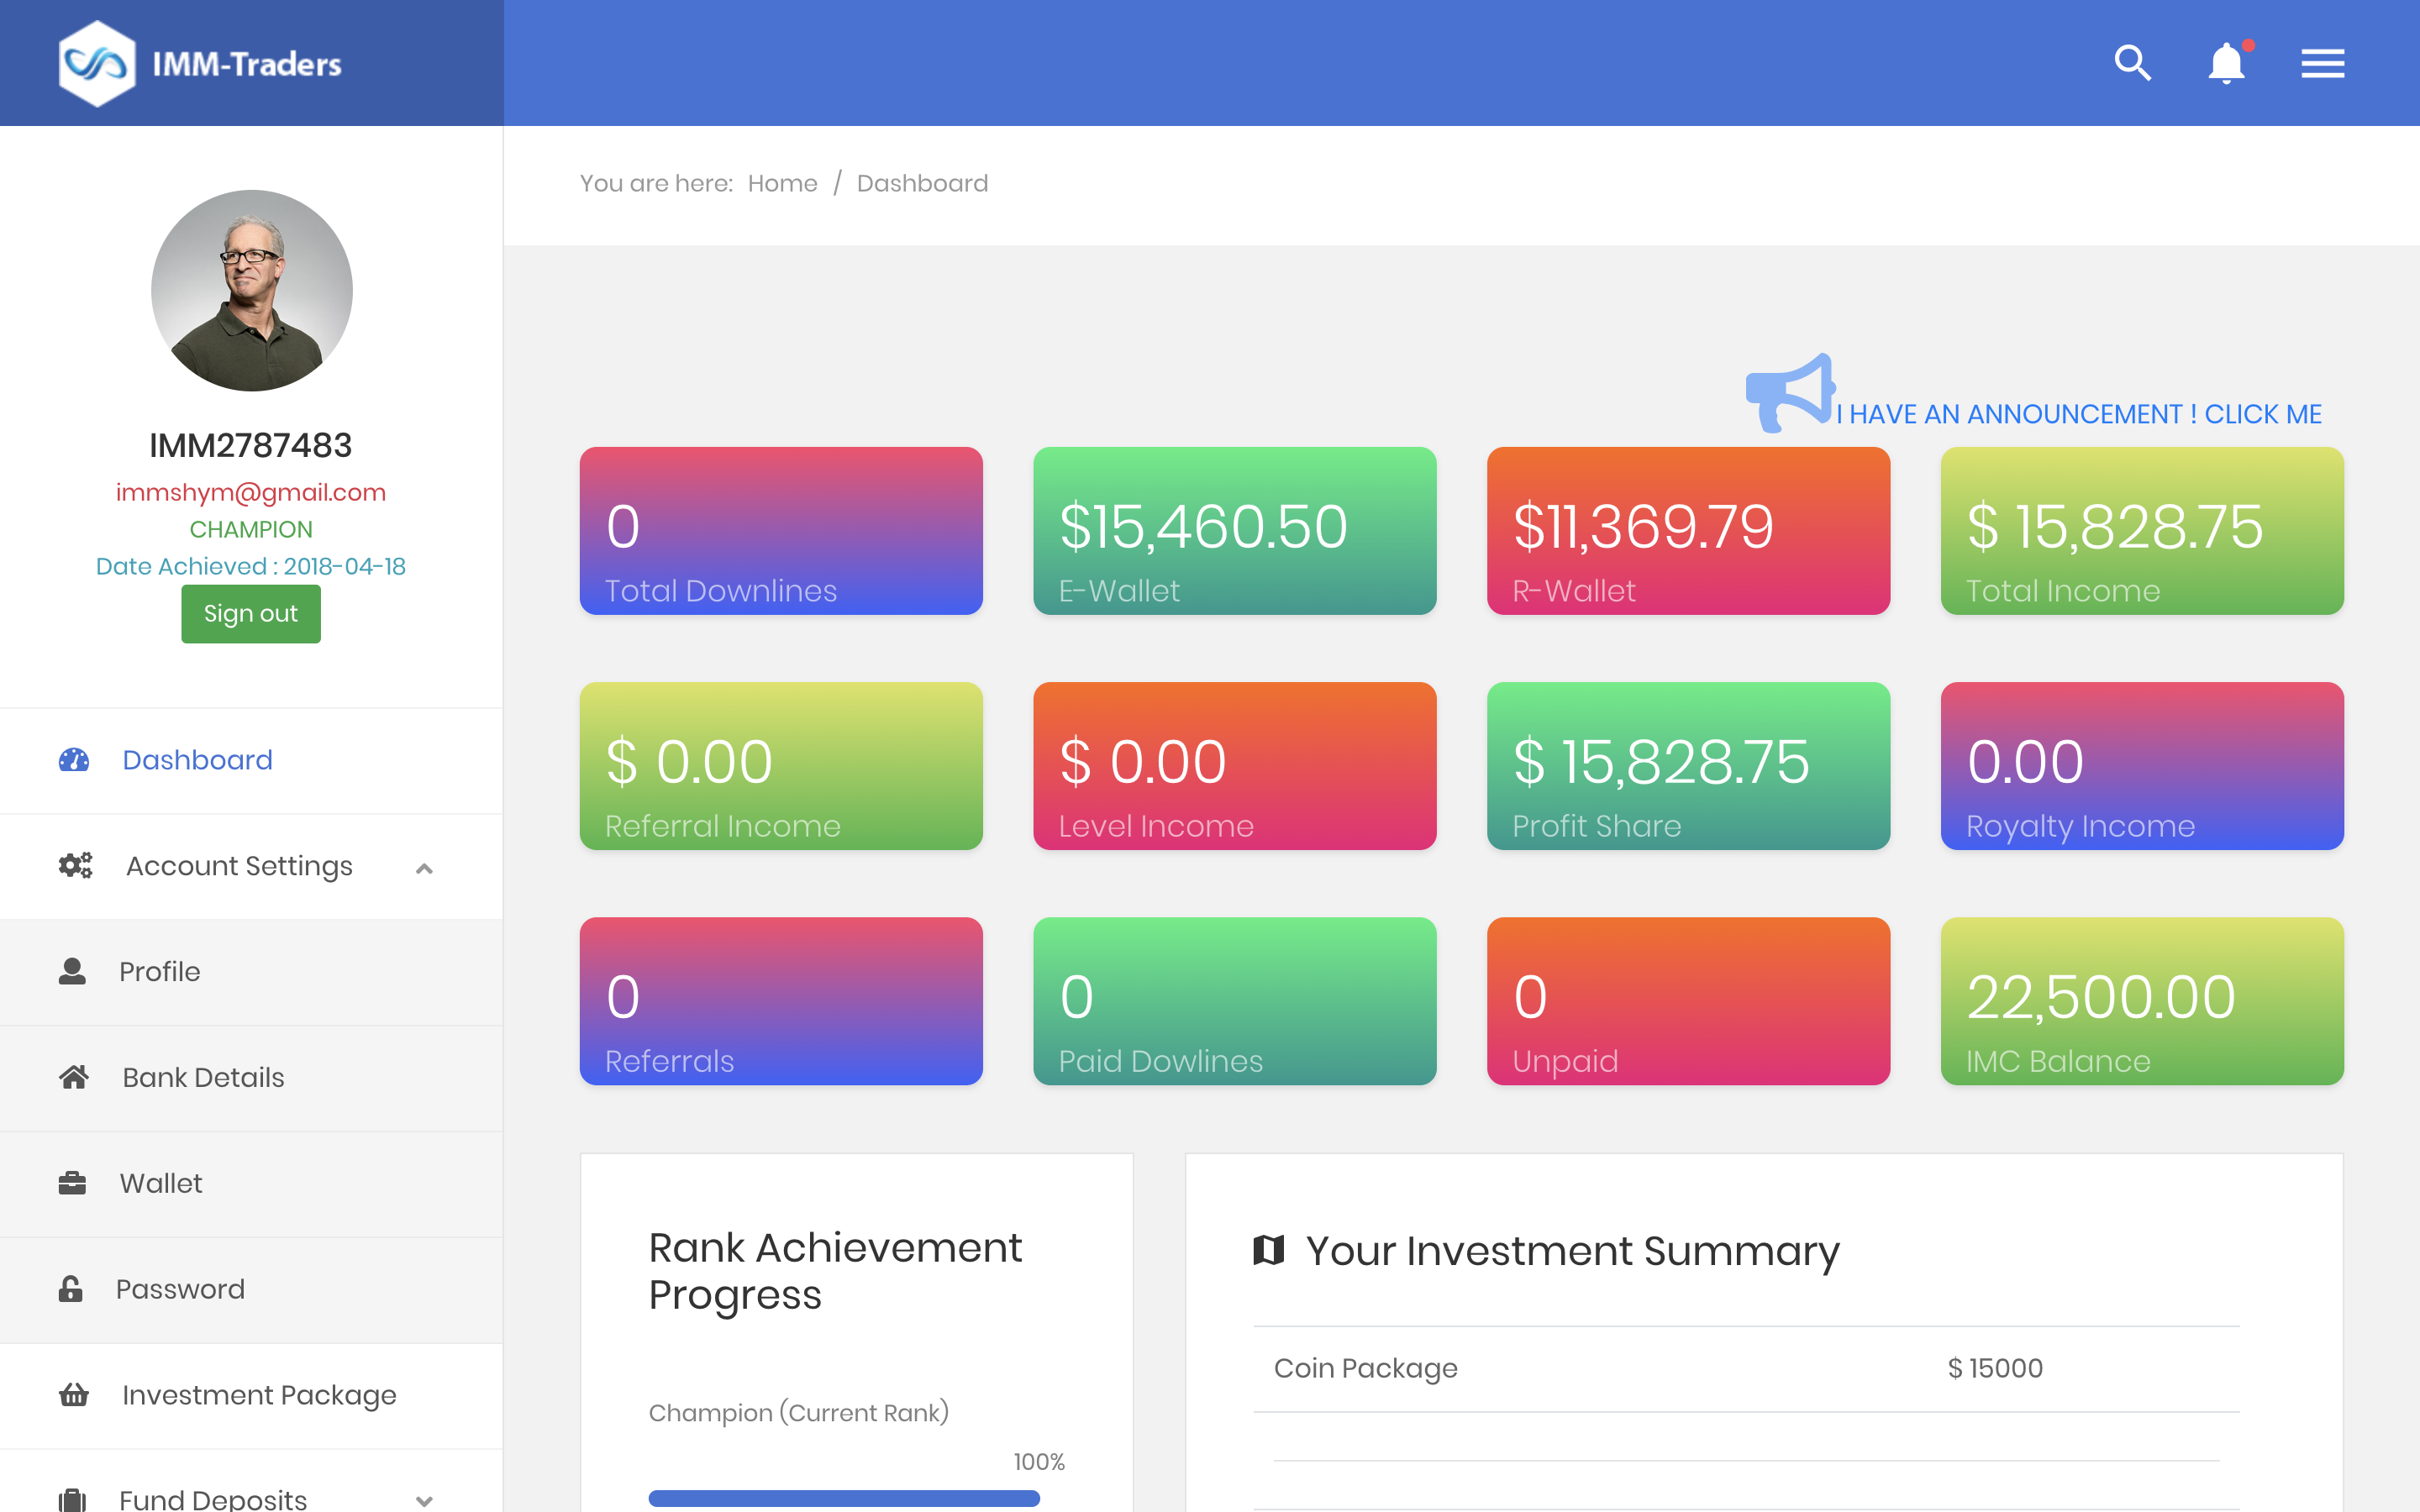 IMM-Traders
You are here: Home / Dashboard
IMM2787483
immshym@gmail.com
CHAMPION
Date Achieved : 2018-04-18
Sign out
Dashboard
Account Settings
Profile
Bank Details
Wallet
Password
Investment Package
Fund Deposits
I HAVE AN ANNOUNCEMENT ! CLICK ME
0
Total Downlines
$15,460.50
E-Wallet
$11,369.79
R-Wallet
$ 15,828.75
Total Income
$ 0.00
Referral Income
$ 0.00
Level Income
$ 15,828.75
Profit Share
0.00
Royalty Income
0
Referrals
0
Paid Dowlines
0
Unpaid
22,500.00
IMC Balance
Rank Achievement
Progress
Champion (Current Rank)
100%
Your Investment Summary
Coin Package $ 15000